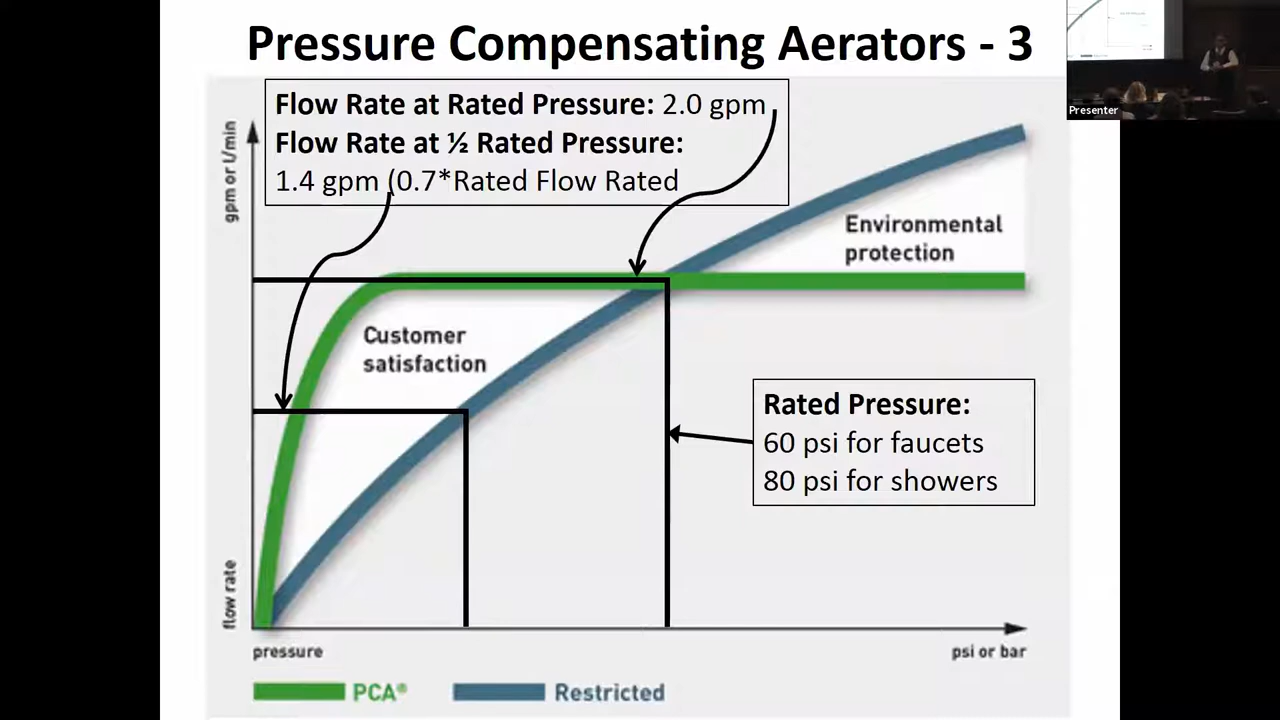 Pressure Compensating Aerators - 3
Presenter
Flow Rate at Rated Pressure: 2.0 gpm
Flow Rate at ½ Rated Pressure:
1.4 gpm (0.7*Rated Flow Rated
gpm or l/min
Environmental
protection
Customer
satisfaction
Rated Pressure:
60 psi for faucets
80 psi for showers
flow rate
pressure
psi or bar
PCA®
Restricted